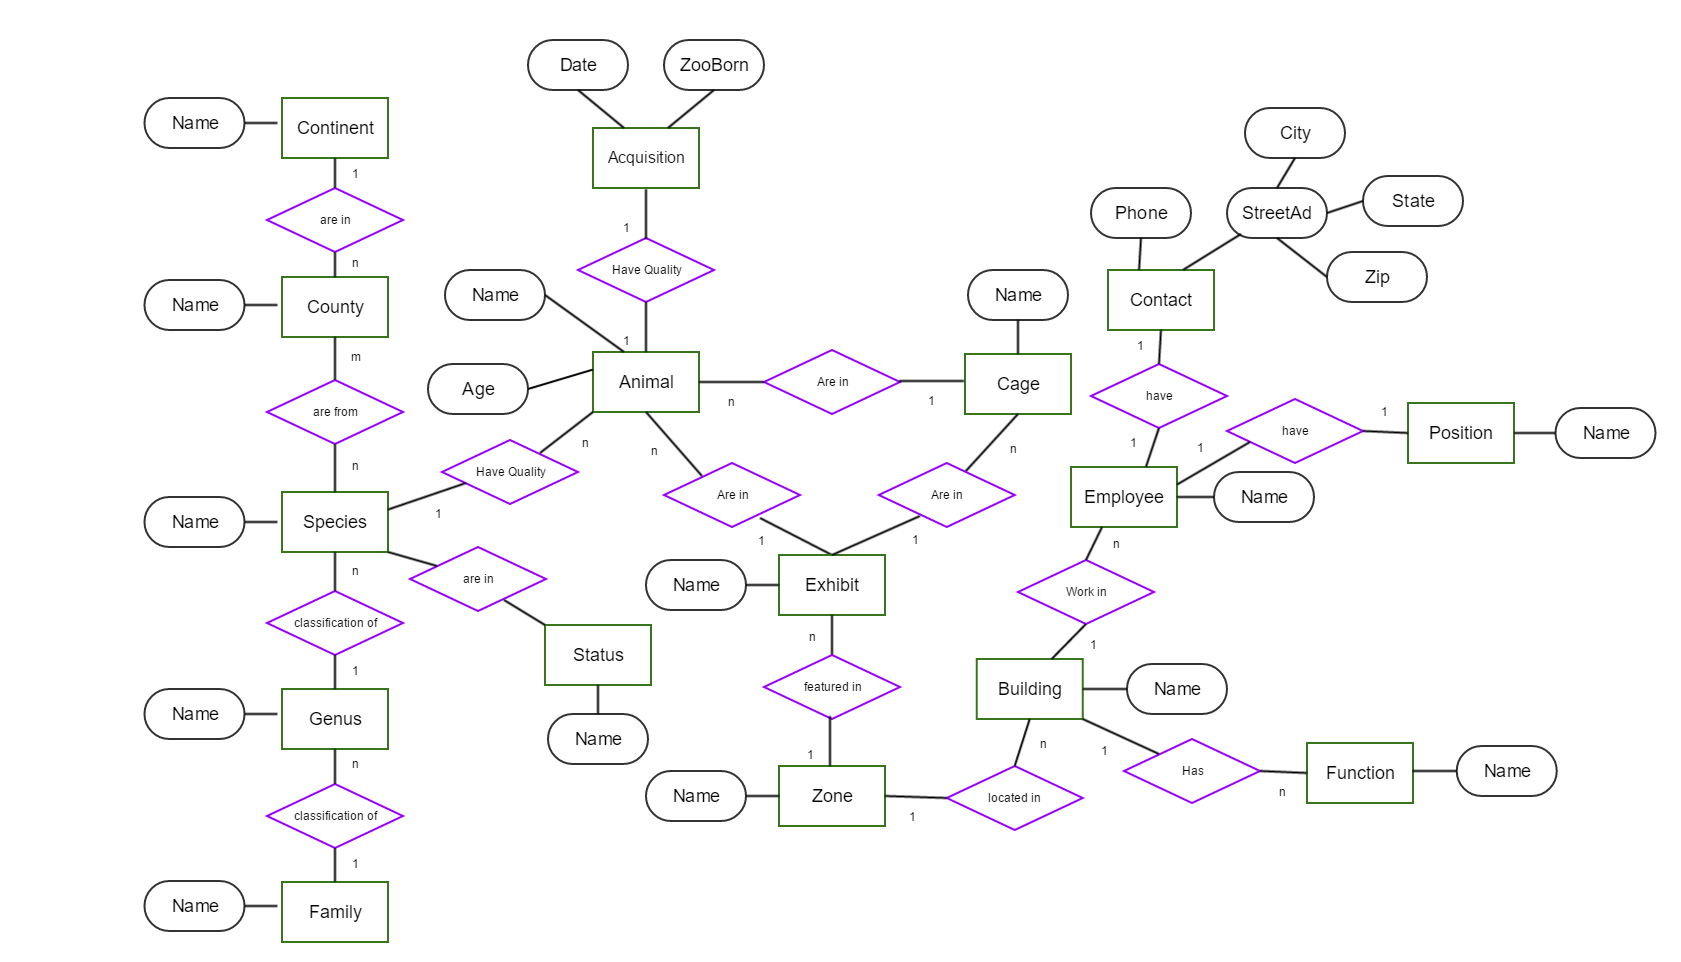 Date
ZooBorn
Name
Continent
City
Acquisition
1
are in
Phone
StreetAd
State
1
n
Have Quality
Zip
Name
County
Name
Name
Contact
1
1
m
Age
Animal
Are in
Cage
n
1
have
are from
1
have
1
Position
Name
n
n
n
1
1
n
Have Quality
Are in
Are in
Employee
Name
1
Name
Species
1
1
n
n
are in
Name
Exhibit
Work in
classification of
n
1
Status
1
featured in
Building
Name
Name
Genus
Name
n
1
n
1
n
Has
Function
Name
Name
Zone
located in
n
1
classification of
1
Name
Family